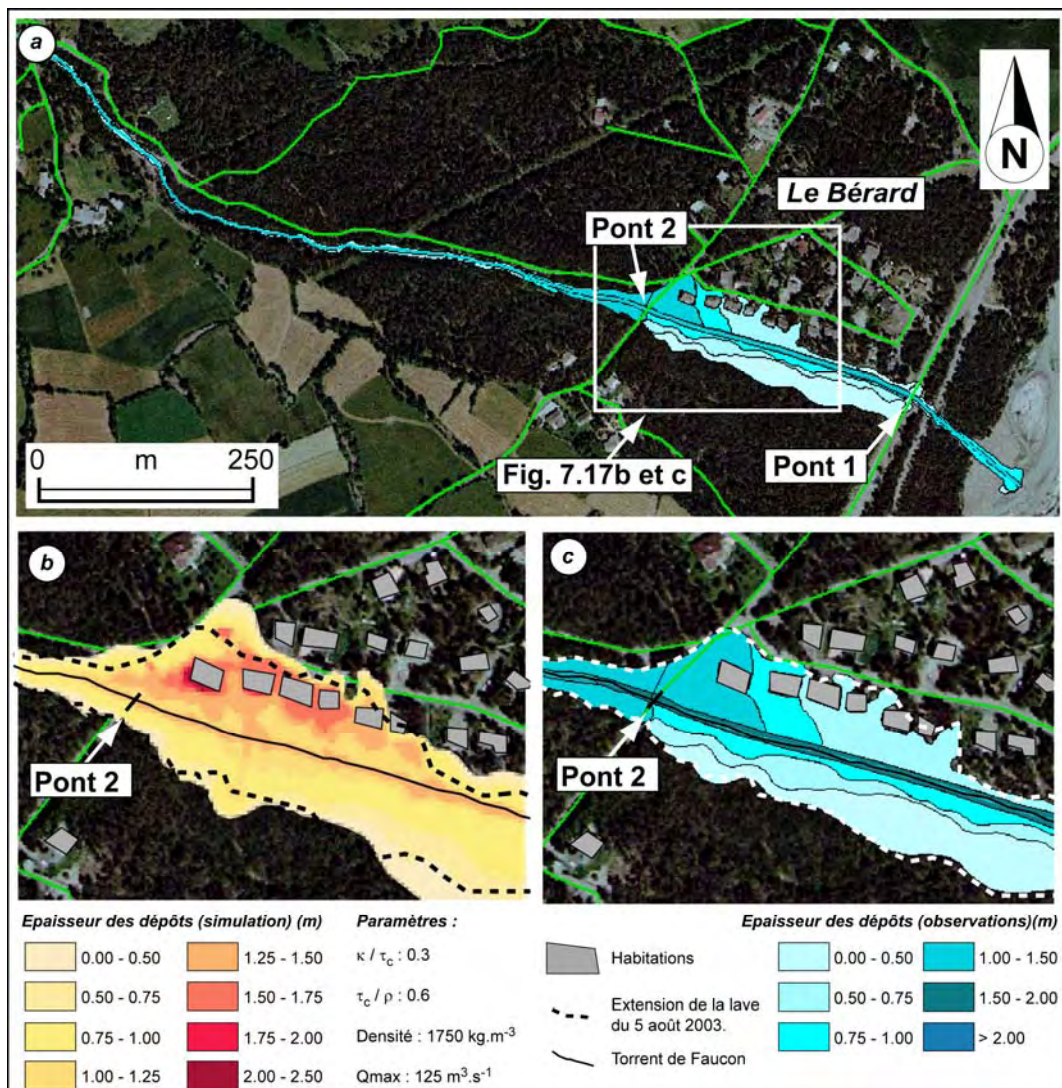 a
N
Le Bérard
Pont 2
0 m 250
Fig. 7.17b et c
Pont 1
b
Pont 2
c
Pont 2
Epaisseur des dépôts (simulation) (m)
0.00 - 0.50
0.50 - 0.75
0.75 - 1.00
1.00 - 1.25
1.25 - 1.50
1.50 - 1.75
1.75 - 2.00
2.00 - 2.50
Paramètres :
κ / τc : 0.3
τc / ρ : 0.6
Densité : 1750 kg.m-3
Qmax : 125 m3.s-1
Habitations
Extension de la lave
du 5 août 2003.
Torrent de Faucon
Epaisseur des dépôts (observations)(m)
0.00 - 0.50
0.50 - 0.75
0.75 - 1.00
1.00 - 1.50
1.50 - 2.00
> 2.00